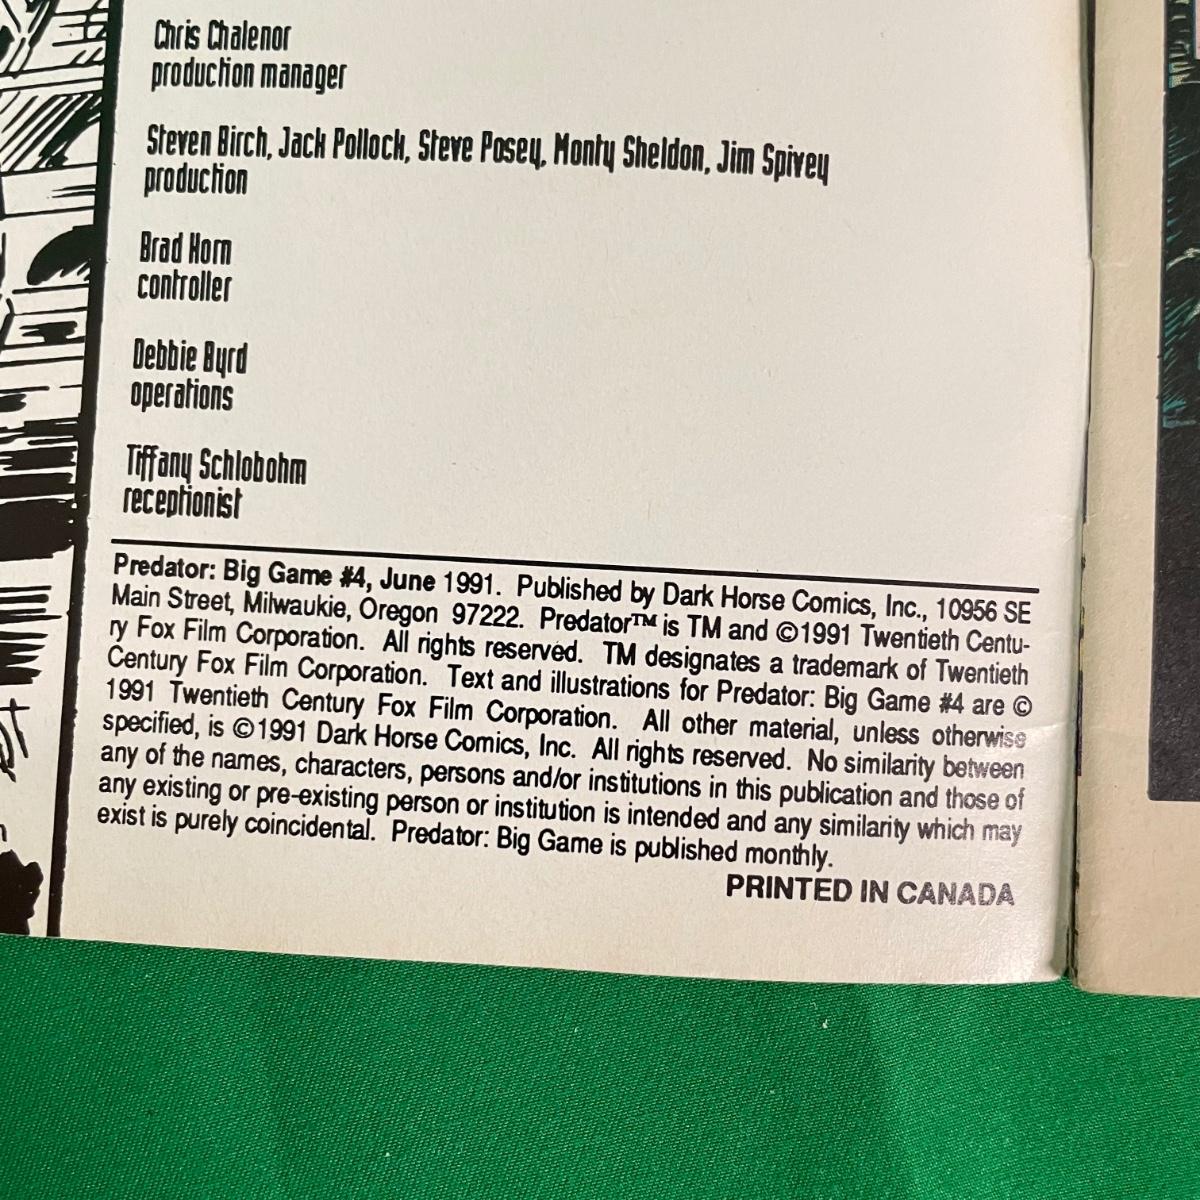 Chris Chalenor
production manager
Steven Birch, Jack Pollock, Steve Posey, Monty Sheldon, Jim Spivey
production
Brad Horn
controller
Debbie Byrd
operations
Tiffany Schlobohm
receptionist
Predator: Big Game #4, June 1991. Published by Dark Horse Comics, Inc., 10956 SE
Main Street, Milwaukie, Oregon 97222. Predator™ is TM and ©1991 Twentieth Centu-
ry Fox Film Corporation. All rights reserved. TM designates a trademark of Twentieth
Century Fox Film Corporation. Text and illustrations for Predator: Big Game #4 are ©
1991 Twentieth Century Fox Film Corporation. All other material, unless otherwise
specified, is ©1991 Dark Horse Comics, Inc. All rights reserved. No similarity between
any of the names, characters, persons and/or institutions in this publication and those of
any existing or pre-existing person or institution is intended and any similarity which may
exist is purely coincidental. Predator: Big Game is published monthly.
PRINTED IN CANADA